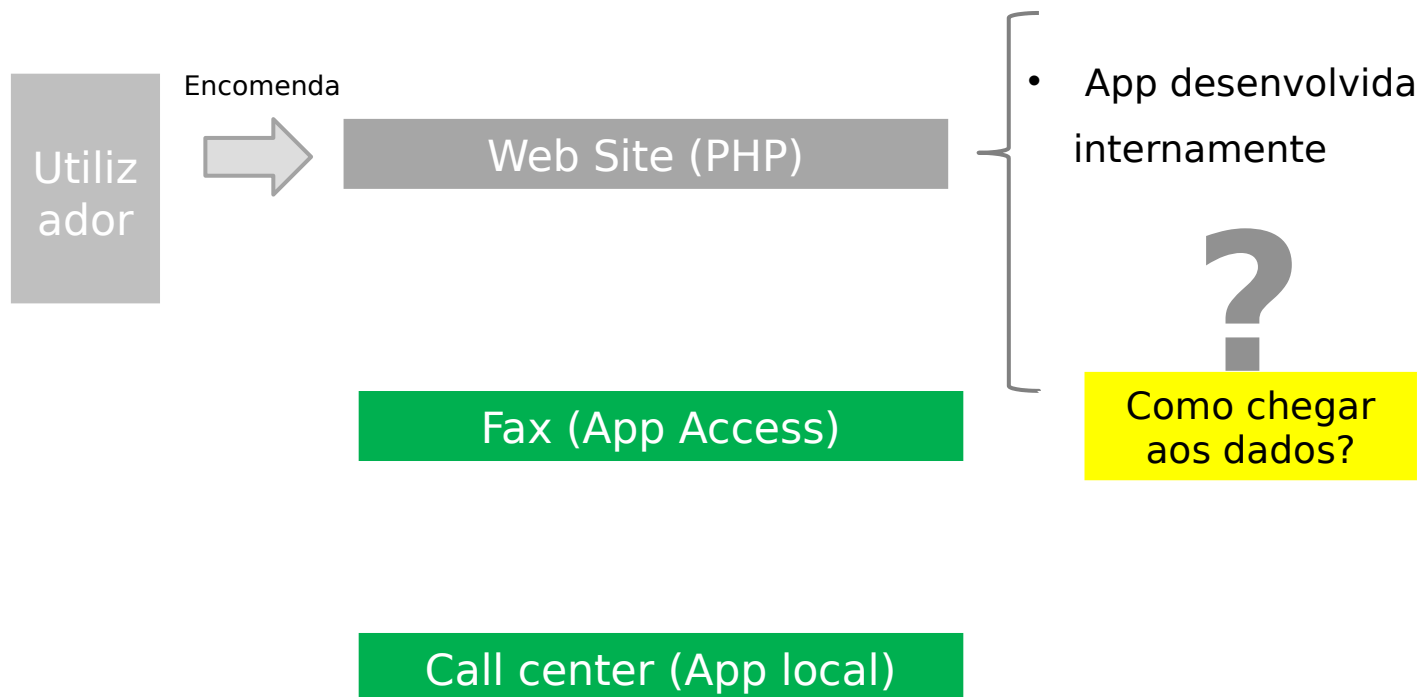 Encomenda
Utiliz
ador
Web Site (PHP)
• App desenvolvida
internamente
?
Fax (App Access)
Como chegar
aos dados?
Call center (App local)